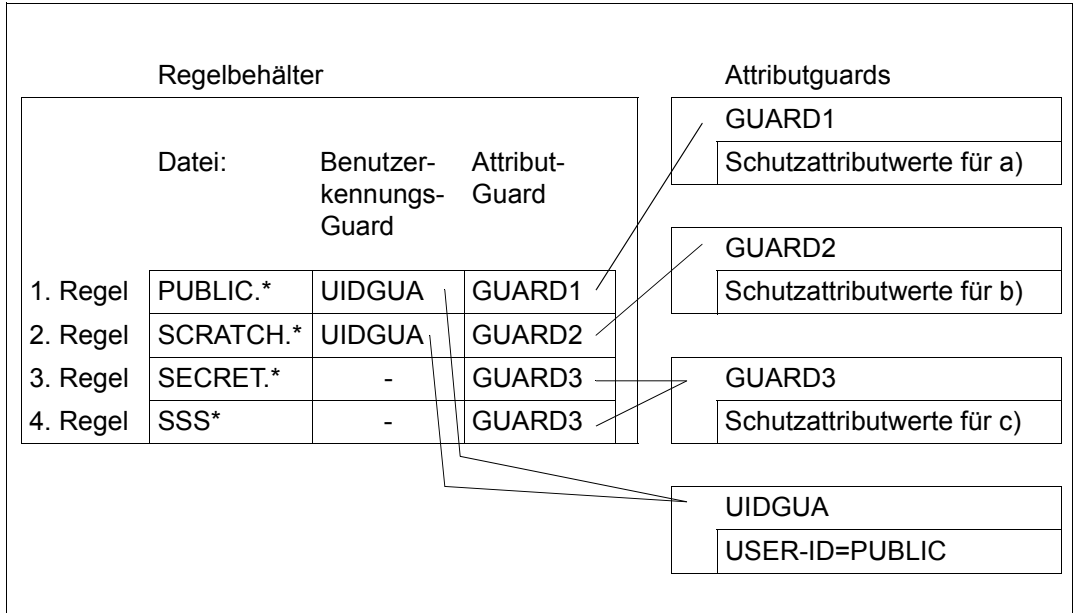 Regelbehälter
Attributguards
Datei:
Benutzer-
kennungs-
Guard
Attribut-
Guard
1. Regel PUBLIC.* UIDGUA GUARD1
2. Regel SCRATCH.* UIDGUA GUARD2
3. Regel SECRET.* - GUARD3
4. Regel SSS* - GUARD3
GUARD1
Schutzattributwerte für a)
GUARD2
Schutzattributwerte für b)
GUARD3
Schutzattributwerte für c)
UIDGUA
USER-ID=PUBLIC